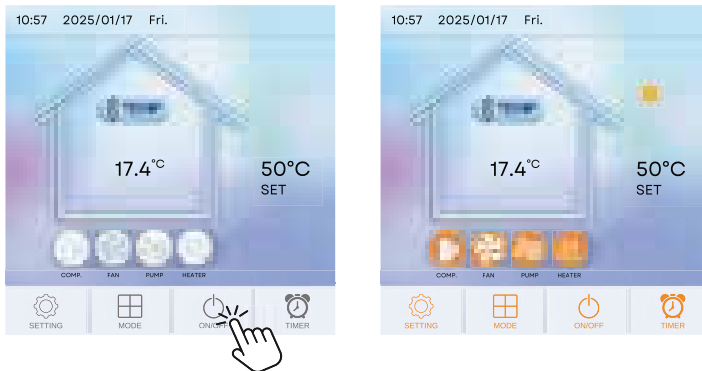 10:57 2025/01/17 Fri.
TEMP
17.4°C
50°C
SET
COMP. FAN PUMP HEATER
SETTING MODE ON/OFF TIMER
10:57 2025/01/17 Fri.
TEMP
17.4°C
50°C
SET
COMP. FAN PUMP HEATER
SETTING MODE ON/OFF TIMER